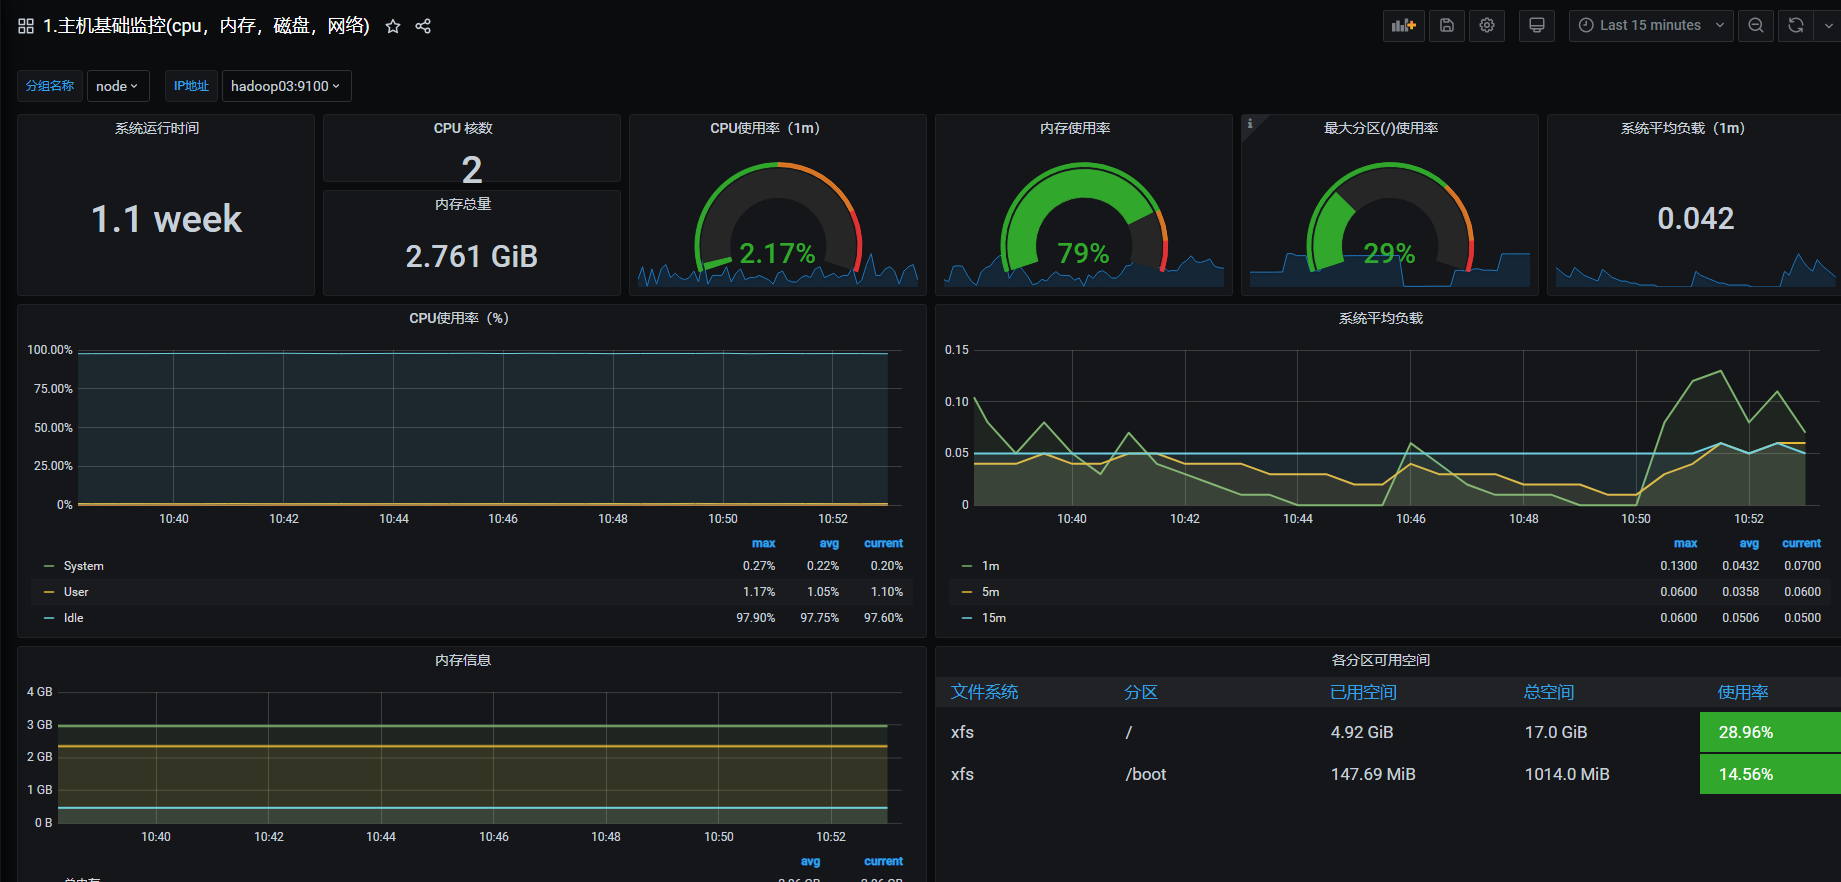 1.主机基础监控(cpu，内存，磁盘，网络)
Last 15 minutes
分组名称 node IP地址 hadoop03:9100
系统运行时间
1.1 week
CPU 核数
2
内存总量
2.761 GiB
CPU使用率（1m）
2.17%
内存使用率
79%
i
最大分区(/)使用率
29%
系统平均负载（1m）
0.042
CPU使用率（%）
100.00%
75.00%
50.00%
25.00%
0%
10:40 10:42 10:44 10:46 10:48 10:50 10:52
max avg current
System 0.27% 0.22% 0.20%
User 1.17% 1.05% 1.10%
Idle 97.90% 97.75% 97.60%
系统平均负载
0.15
0.10
0.05
0
10:40 10:42 10:44 10:46 10:48 10:50 10:52
max avg current
1m 0.1300 0.0432 0.0700
5m 0.0600 0.0358 0.0600
15m 0.0600 0.0506 0.0500
内存信息
4 GB
3 GB
2 GB
1 GB
0 B
10:40 10:42 10:44 10:46 10:48 10:50 10:52
avg current
各分区可用空间
文件系统 分区 已用空间 总空间 使用率
xfs / 4.92 GiB 17.0 GiB 28.96%
xfs /boot 147.69 MiB 1014.0 MiB 14.56%